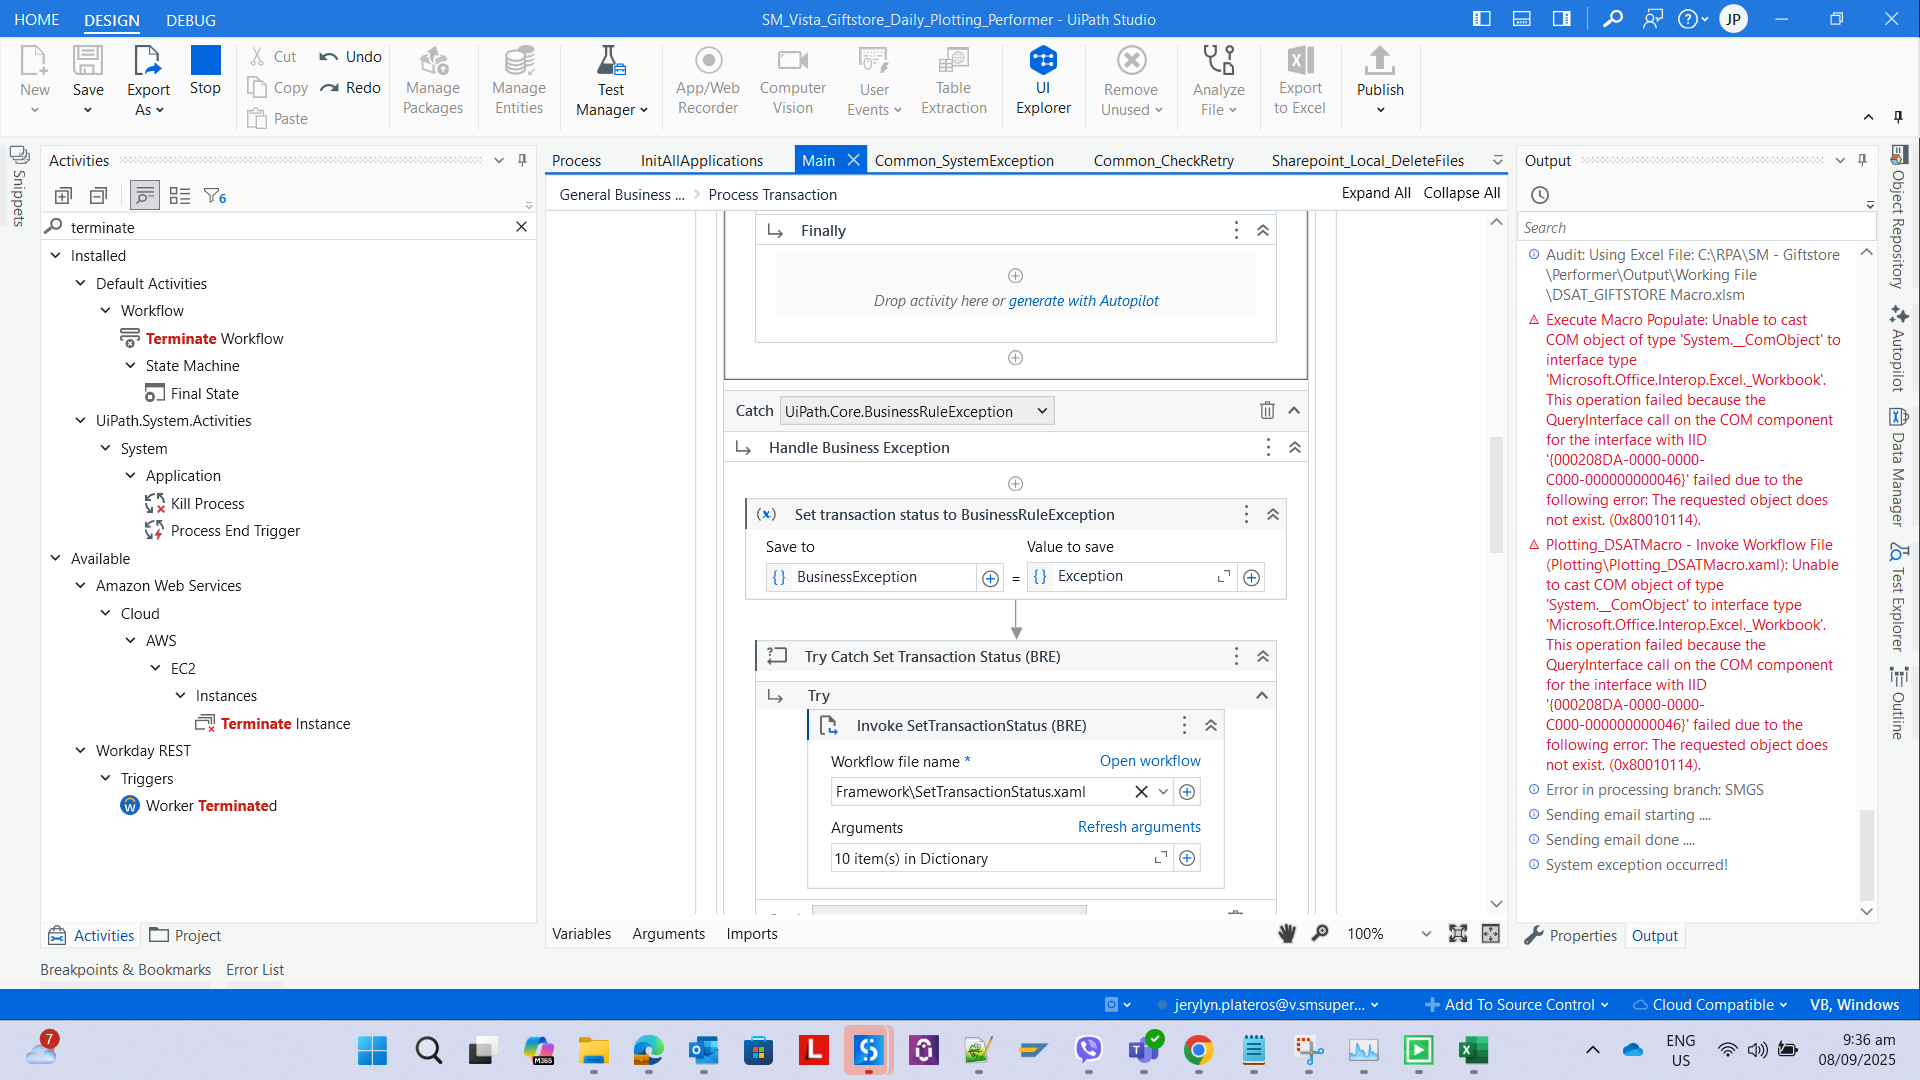 HOME
DESIGN
DEBUG
SM_Vista_Giftstore_Daily_Plotting_Performer - UiPath Studio
JP
New
Save
Export
As
Stop
Cut
Copy
Paste
Undo
Redo
Manage
Packages
Manage
Entities
Test
Manager
App/Web
Recorder
Computer
Vision
User
Events
Table
Extraction
UI
Explorer
Remove
Unused
Analyze
File
Export
to Excel
Publish
Snippets
Activities
6
terminate
Installed
Default Activities
Workflow
Terminate Workflow
State Machine
Final State
UiPath.System.Activities
System
Application
Kill Process
Process End Trigger
Available
Amazon Web Services
Cloud
AWS
EC2
Instances
Terminate Instance
Workday REST
Triggers
Worker Terminated
Activities
Project
Process
InitAllApplications
Main
Common_SystemException
Common_CheckRetry
Sharepoint_Local_DeleteFiles
General Business ...
Process Transaction
Expand All
Collapse All
Finally
Drop activity here or generate with Autopilot
Catch
UiPath.Core.BusinessRuleException
Handle Business Exception
(x) Set transaction status to BusinessRuleException
Save to
Value to save
{} BusinessException
=
{} Exception
Try Catch Set Transaction Status (BRE)
Try
Invoke SetTransactionStatus (BRE)
Workflow file name *
Open workflow
Framework\SetTransactionStatus.xaml
Arguments
Refresh arguments
10 item(s) in Dictionary
Variables
Arguments
Imports
100%
Output
Search
Audit: Using Excel File: C:\RPA\SM - Giftstore
\Performer\Output\Working File
\DSAT_GIFTSTORE Macro.xlsm
Execute Macro Populate: Unable to cast
COM object of type 'System.__ComObject' to
interface type
'Microsoft.Office.Interop.Excel._Workbook'.
This operation failed because the
QueryInterface call on the COM component
for the interface with IID
'{000208DA-0000-0000-
C000-000000000046}' failed due to the
following error: The requested object does
not exist. (0x80010114).
Plotting_DSATMacro - Invoke Workflow File
(Plotting\Plotting_DSATMacro.xaml): Unable
to cast COM object of type
'System.__ComObject' to interface type
'Microsoft.Office.Interop.Excel._Workbook'.
This operation failed because the
QueryInterface call on the COM component
for the interface with IID
'{000208DA-0000-0000-
C000-000000000046}' failed due to the
following error: The requested object does
not exist. (0x80010114).
Error in processing branch: SMGS
Sending email starting ....
Sending email done ....
System exception occurred!
Properties
Output
Object Repository
Autopilot
Data Manager
Test Explorer
Outline
Breakpoints & Bookmarks
Error List
jerylyn.plateros@v.smsuper...
Add To Source Control
Cloud Compatible
VB, Windows
7
M365
L
ENG
US
9:36 am
08/09/2025